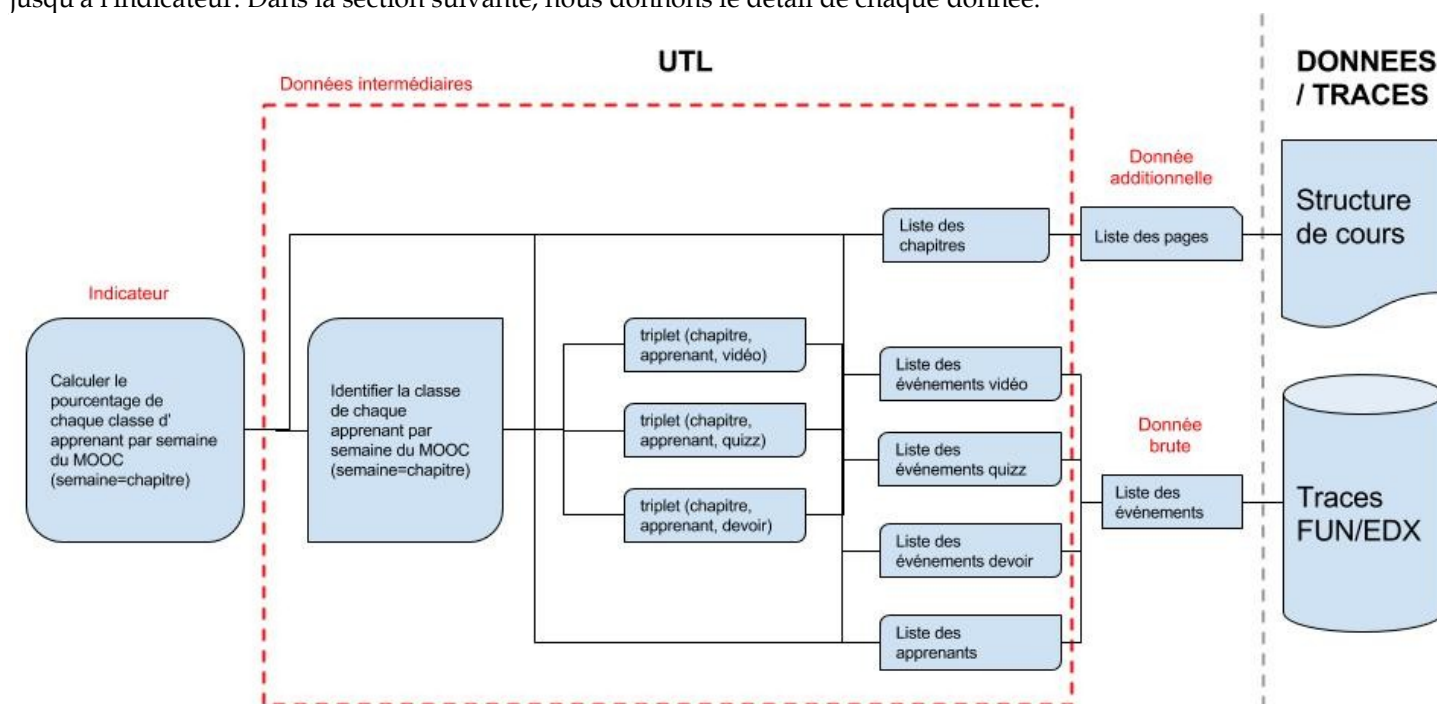 jusqu'à l'indicateur. Dans la section suivante, nous donnons le détail de chaque donnée.
UTL
DONNEES
/ TRACES
Données intermédiaires
Donnée
additionnelle
Structure
de cours
Liste des
chapitres
Liste des pages
Indicateur
Calculer le
pourcentage de
chaque classe d'
apprenant par semaine
du MOOC
(semaine=chapitre)
Identifier la classe
de chaque
apprenant par
semaine du MOOC
(semaine=chapitre)
triplet (chapitre,
apprenant, vidéo)
triplet (chapitre,
apprenant, quizz)
triplet (chapitre,
apprenant, devoir)
Liste des
événements vidéo
Liste des
événements quizz
Liste des
événements devoir
Liste des
apprenants
Donnée
brute
Liste des
événements
Traces
FUN/EDX